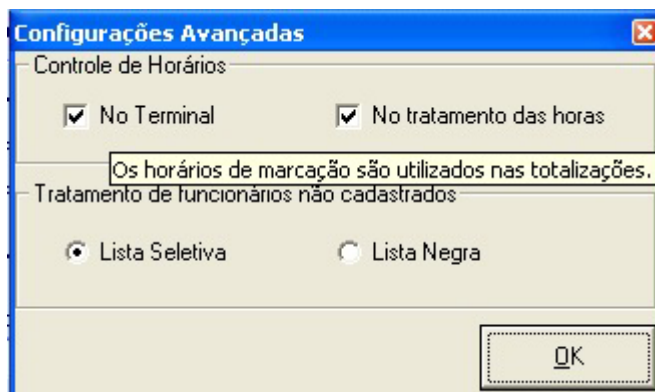 Configurações Avançadas
Controle de Horários
No Terminal
No tratamento das horas
Os horários de marcação são utilizados nas totalizações.
Tratamento de funcionários não cadastrados
Lista Seletiva
Lista Negra
OK